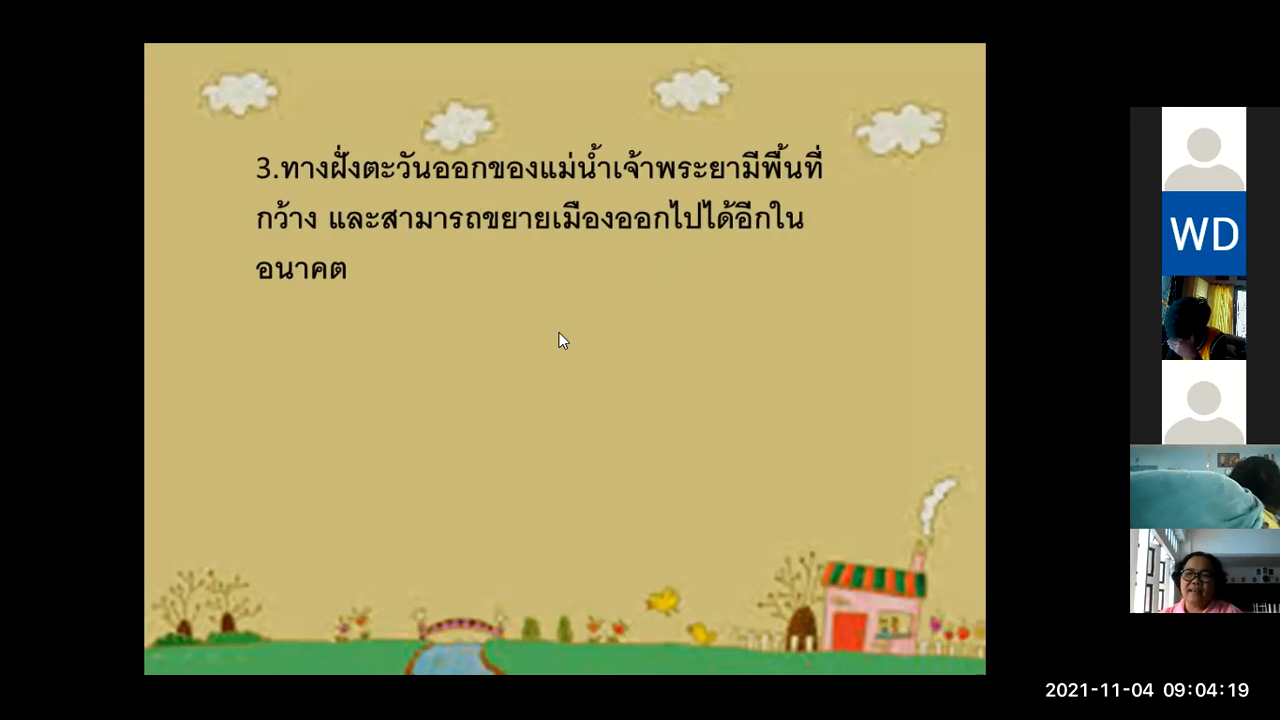 3.ทางฝั่งตะวันออกของแม่น้ำเจ้าพระยามีพื้นที่
กว้าง และสามารถขยายเมืองออกไปได้อีกใน
อนาคต
WD
2021-11-04 09:04:19